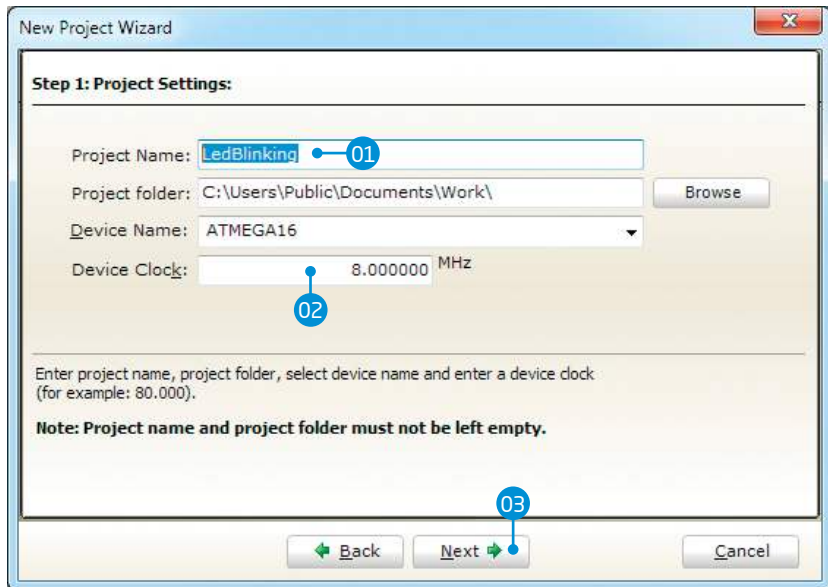 New Project Wizard
Step 1: Project Settings:
Project Name: LedBlinking 01
Project folder: C:\Users\Public\Documents\Work\ Browse
Device Name: ATMEGA16
Device Clock: 8.000000 MHz
02
Enter project name, project folder, select device name and enter a device clock
(for example: 80.000).
Note: Project name and project folder must not be left empty.
03
Back Next Cancel